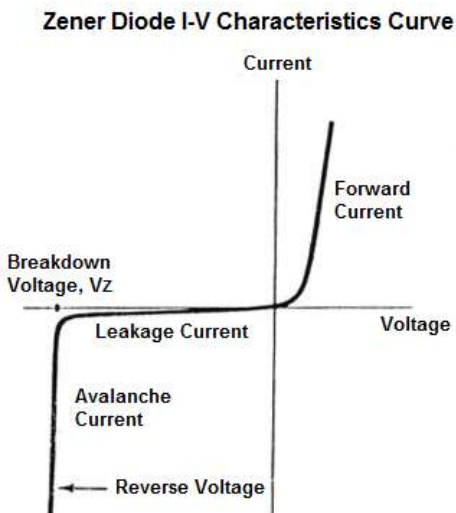 Zener Diode I-V Characteristics Curve
Current
Forward
Current
Breakdown
Voltage, Vz
Leakage Current
Voltage
Avalanche
Current
Reverse Voltage